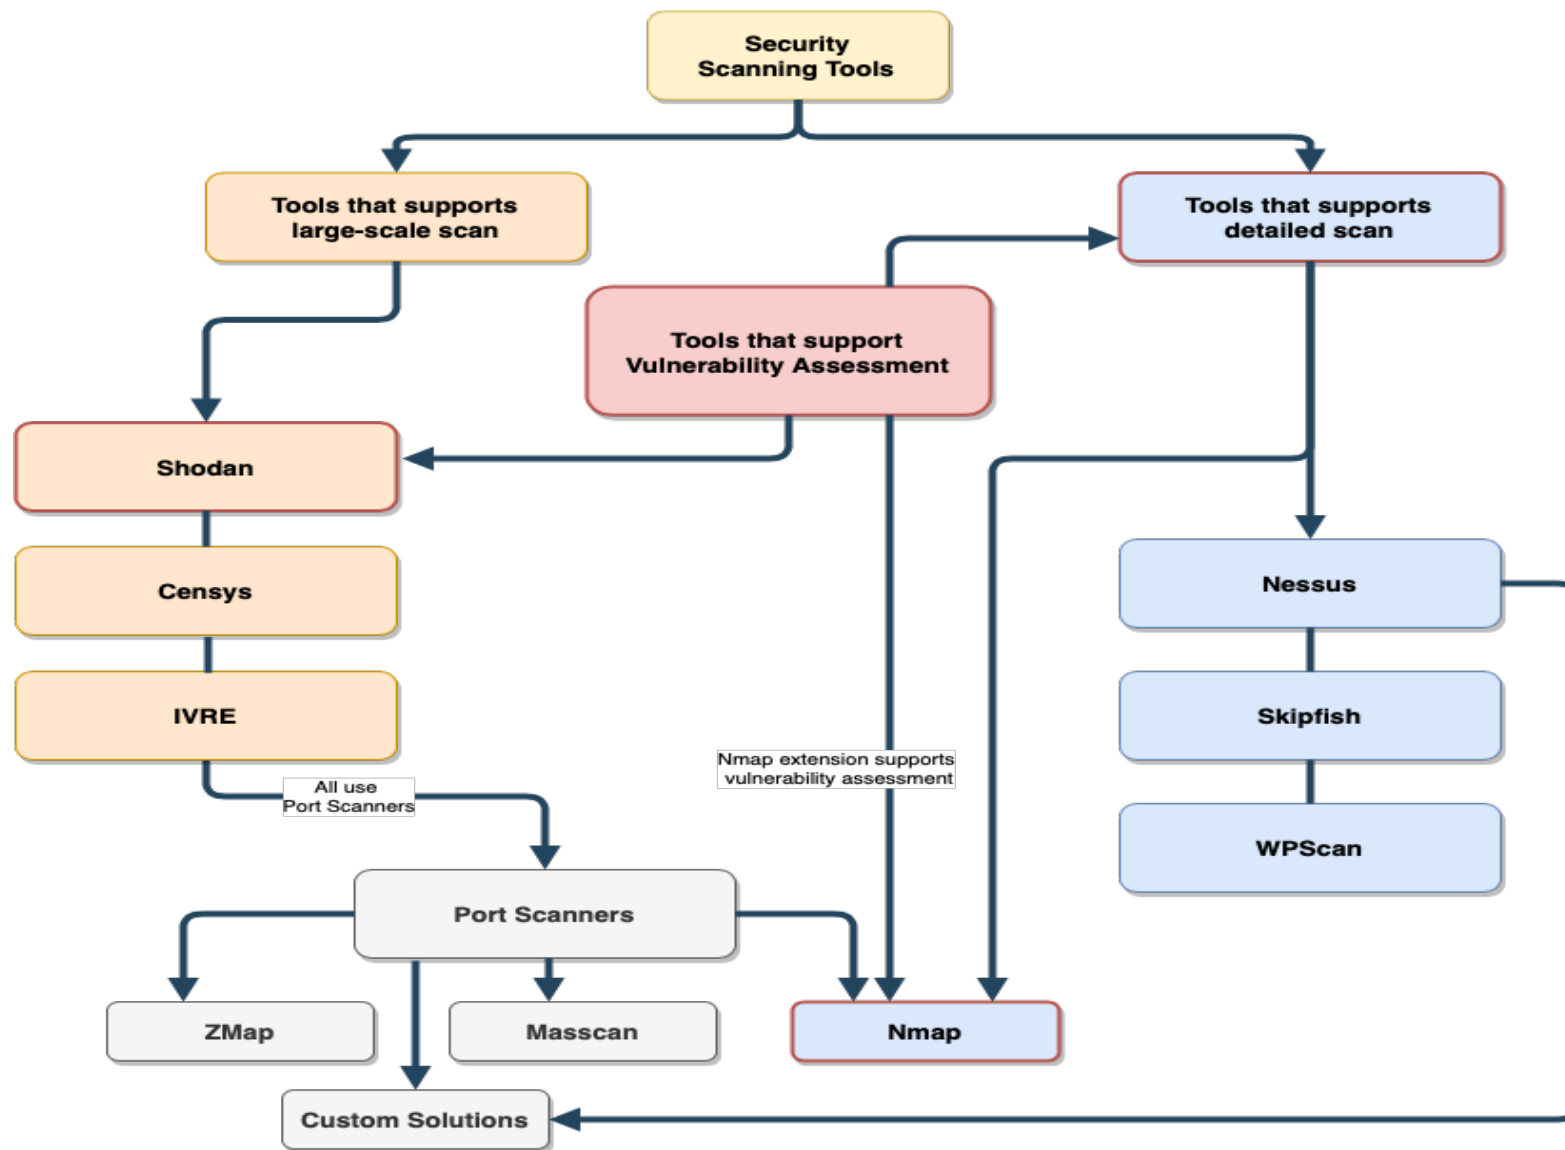 Security
Scanning Tools
Tools that supports
large-scale scan
Tools that supports
detailed scan
Tools that support
Vulnerability Assessment
Shodan
Censys
IVRE
Nessus
Skipfish
WPScan
All use
Port Scanners
Nmap extension supports
vulnerability assessment
Port Scanners
ZMap
Masscan
Nmap
Custom Solutions